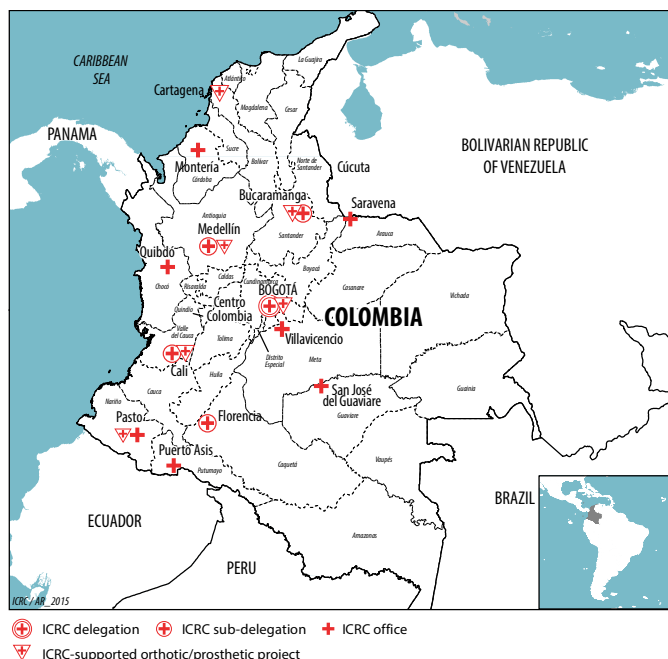 CARIBBEAN
SEA
La Guajira
Atlántico
Cartagena
Magdalena
Cesar
PANAMA
BOLIVARIAN REPUBLIC
OF VENEZUELA
Sucre
Montería
Córdoba
Bolívar
Norte de
Santander
Cúcuta
Bucaramanga
Saravena
Antioquia
Medellín
Santander
Arauca
Quibdó
Boyacá
Chocó
Risaralda
Caldas
Cundinamarca
Casanare
Vichada
BOGOTÁ
Centro
Colombia
Quindío
Valle
del Cauca
COLOMBIA
Tolima
Villavicencio
Distrito
Especial
Meta
Cali
Huila
Guainía
Cauca
San José
del Guaviare
Nariño
Pasto
Florencia
Guaviare
Puerto Asis
Putumayo
Caquetá
Vaupés
BRAZIL
ECUADOR
Amazonas
PERU
ICRC / AR_2015
ICRC delegation ICRC sub-delegation ICRC office
ICRC-supported orthotic/prosthetic project